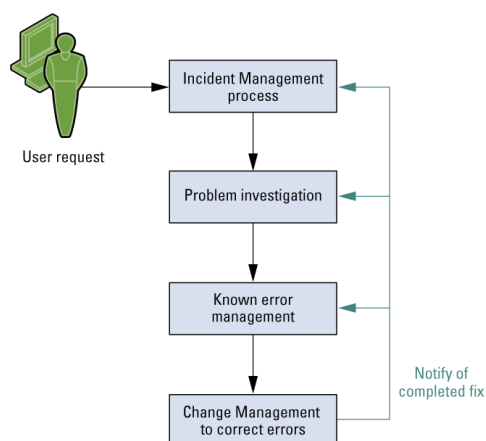 Incident Management
process
User request
Problem investigation
Known error
management
Notify of
completed fix
Change Management
to correct errors